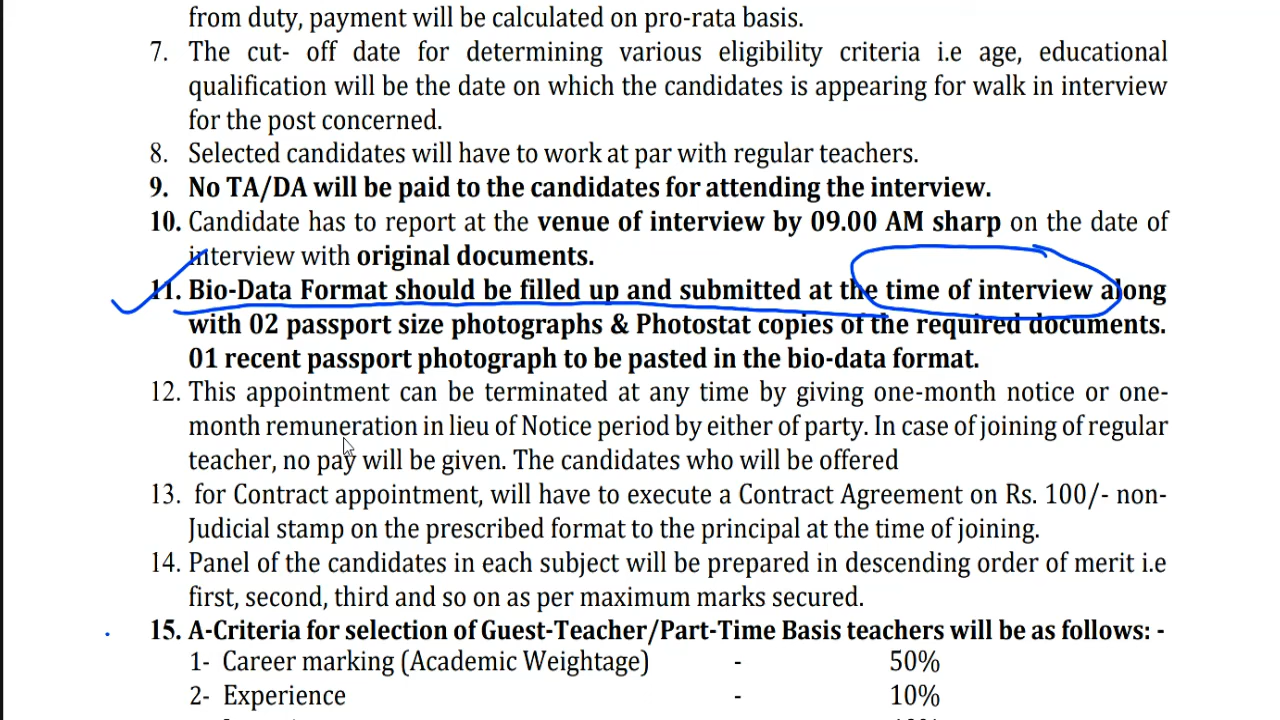 from duty, payment will be calculated on pro-rata basis.
7. The cut- off date for determining various eligibility criteria i.e age, educational
qualification will be the date on which the candidates is appearing for walk in interview
for the post concerned.
8. Selected candidates will have to work at par with regular teachers.
9. No TA/DA will be paid to the candidates for attending the interview.
10. Candidate has to report at the venue of interview by 09.00 AM sharp on the date of
interview with original documents.
11. Bio-Data Format should be filled up and submitted at the time of interview along
with 02 passport size photographs & Photostat copies of the required documents.
01 recent passport photograph to be pasted in the bio-data format.
12. This appointment can be terminated at any time by giving one-month notice or one-
month remuneration in lieu of Notice period by either of party. In case of joining of regular
teacher, no pay will be given. The candidates who will be offered
13. for Contract appointment, will have to execute a Contract Agreement on Rs. 100/- non-
Judicial stamp on the prescribed format to the principal at the time of joining.
14. Panel of the candidates in each subject will be prepared in descending order of merit i.e
first, second, third and so on as per maximum marks secured.
15. A-Criteria for selection of Guest-Teacher/Part-Time Basis teachers will be as follows: -
1- Career marking (Academic Weightage) - 50%
2- Experience - 10%